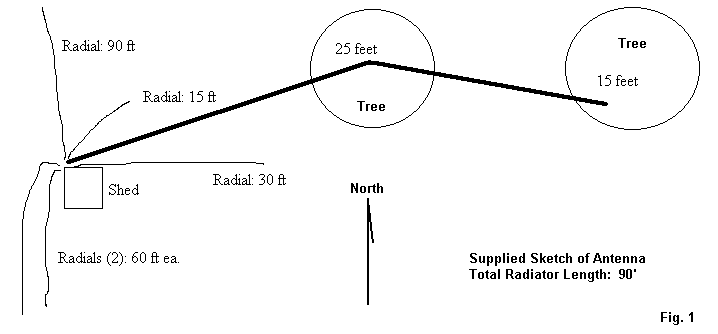 Radial: 90 ft
25 feet
Tree
Tree
15 feet
Radial: 15 ft
Radial: 30 ft
Shed
North
Radials (2): 60 ft ea.
Supplied Sketch of Antenna
Total Radiator Length: 90'
Fig. 1